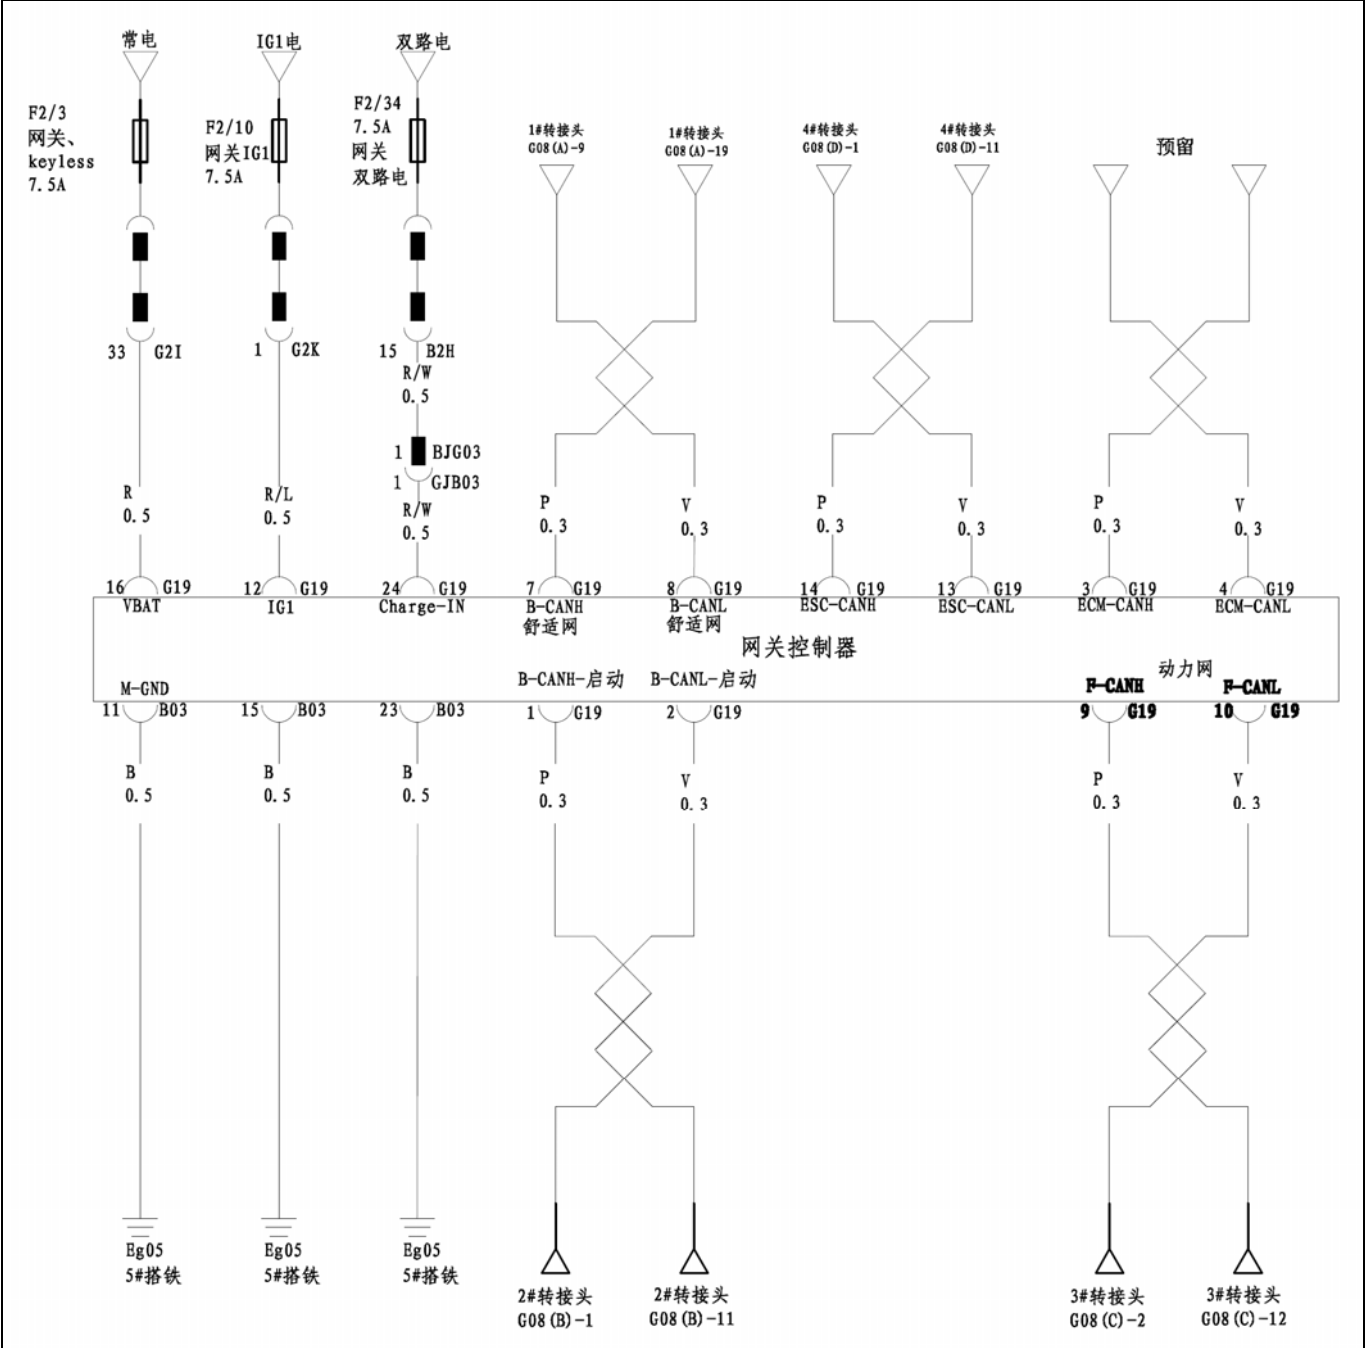 常电
IG1电
双路电
F2/3
网关、
keyless
7.5A
F2/10
网关IG1
7.5A
F2/34
7.5A
网关
双路电
1#转接头
G08(A)-9
1#转接头
G08(A)-19
4#转接头
G08(D)-1
4#转接头
G08(D)-11
预留
33 G2I
1 G2K
15 B2H
R/W
0.5
1 BJG03
1 GJB03
R
0.5
R/L
0.5
R/W
0.5
P
0.3
V
0.3
P
0.3
V
0.3
P
0.3
V
0.3
16 G19
12 G19
24 G19
7 G19
8 G19
14 G19
13 G19
3 G19
4 G19
VBAT
IG1
Charge-IN
B-CANH
舒适网
B-CANL
舒适网
ESC-CANH
ESC-CANL
ECM-CANH
ECM-CANL
网关控制器
M-GND
B-CANH-启动
B-CANL-启动
动力网
F-CANH
F-CANL
11 B03
15 B03
23 B03
1 G19
2 G19
9 G19
10 G19
B
0.5
B
0.5
B
0.5
P
0.3
V
0.3
P
0.3
V
0.3
Eg05
5#搭铁
Eg05
5#搭铁
Eg05
5#搭铁
2#转接头
G08(B)-1
2#转接头
G08(B)-11
3#转接头
G08(C)-2
3#转接头
G08(C)-12